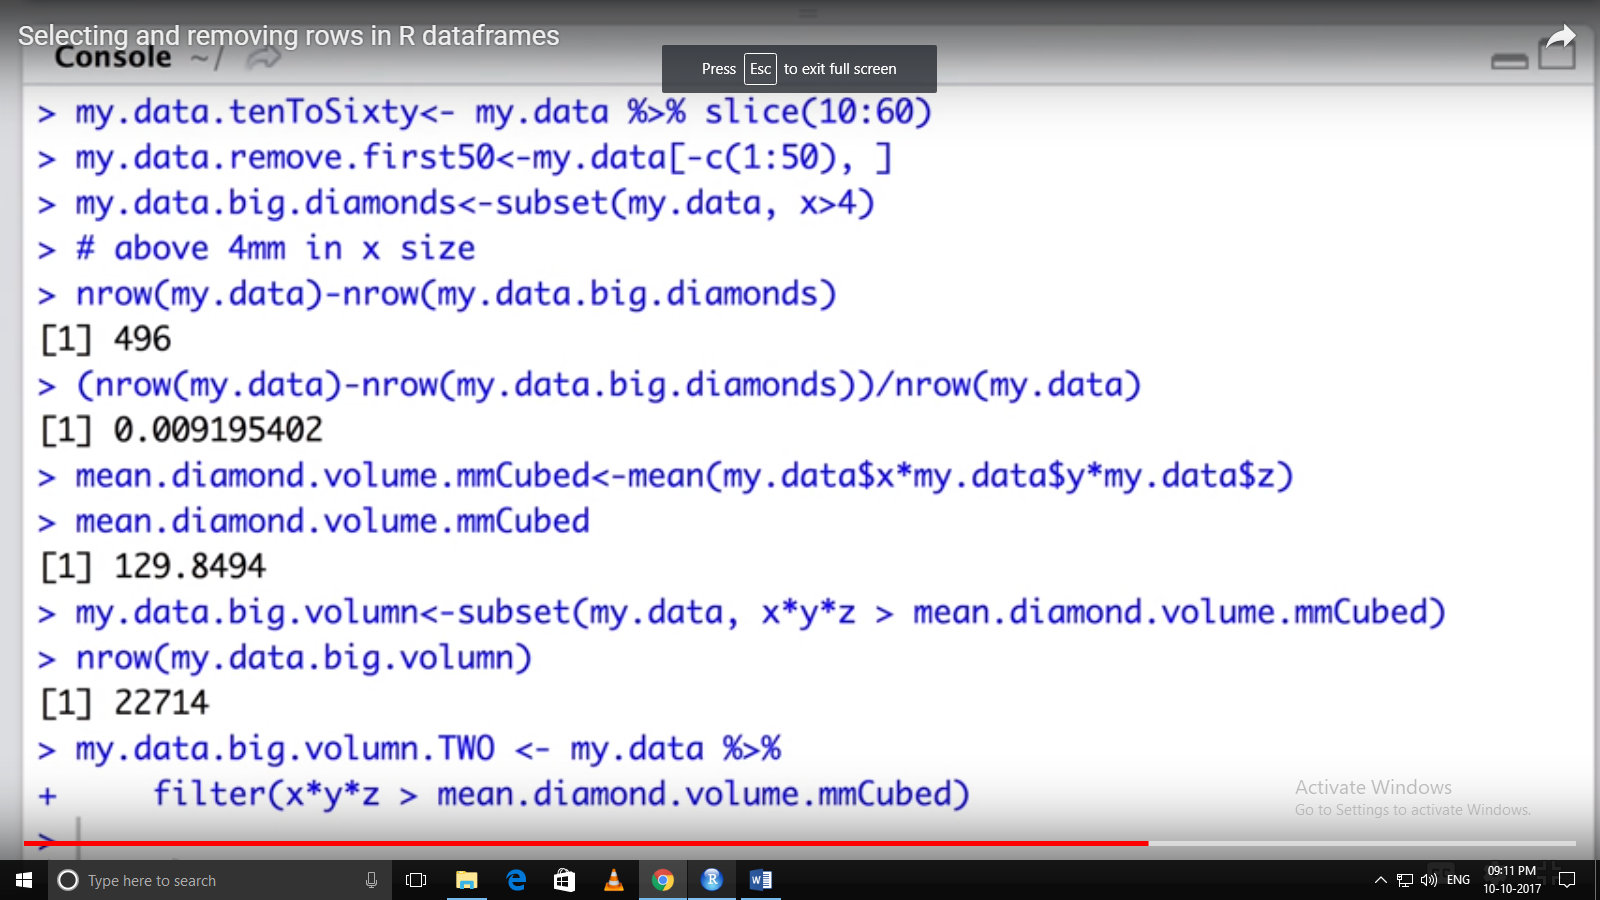 Selecting and removing rows in R dataframes
Console ~/
Press Esc to exit full screen
> my.data.tenToSixty<- my.data %>% slice(10:60)
> my.data.remove.first50<-my.data[-c(1:50), ]
> my.data.big.diamonds<-subset(my.data, x>4)
> # above 4mm in x size
> nrow(my.data)-nrow(my.data.big.diamonds)
[1] 496
> (nrow(my.data)-nrow(my.data.big.diamonds))/nrow(my.data)
[1] 0.009195402
> mean.diamond.volume.mmCubed<-mean(my.data$x*my.data$y*my.data$z)
> mean.diamond.volume.mmCubed
[1] 129.8494
> my.data.big.volumn<-subset(my.data, x*y*z > mean.diamond.volume.mmCubed)
> nrow(my.data.big.volumn)
[1] 22714
> my.data.big.volumn.TWO <- my.data %>%
+     filter(x*y*z > mean.diamond.volume.mmCubed)
>
Activate Windows
Go to Settings to activate Windows.
Type here to search
ENG
09:11 PM
10-10-2017